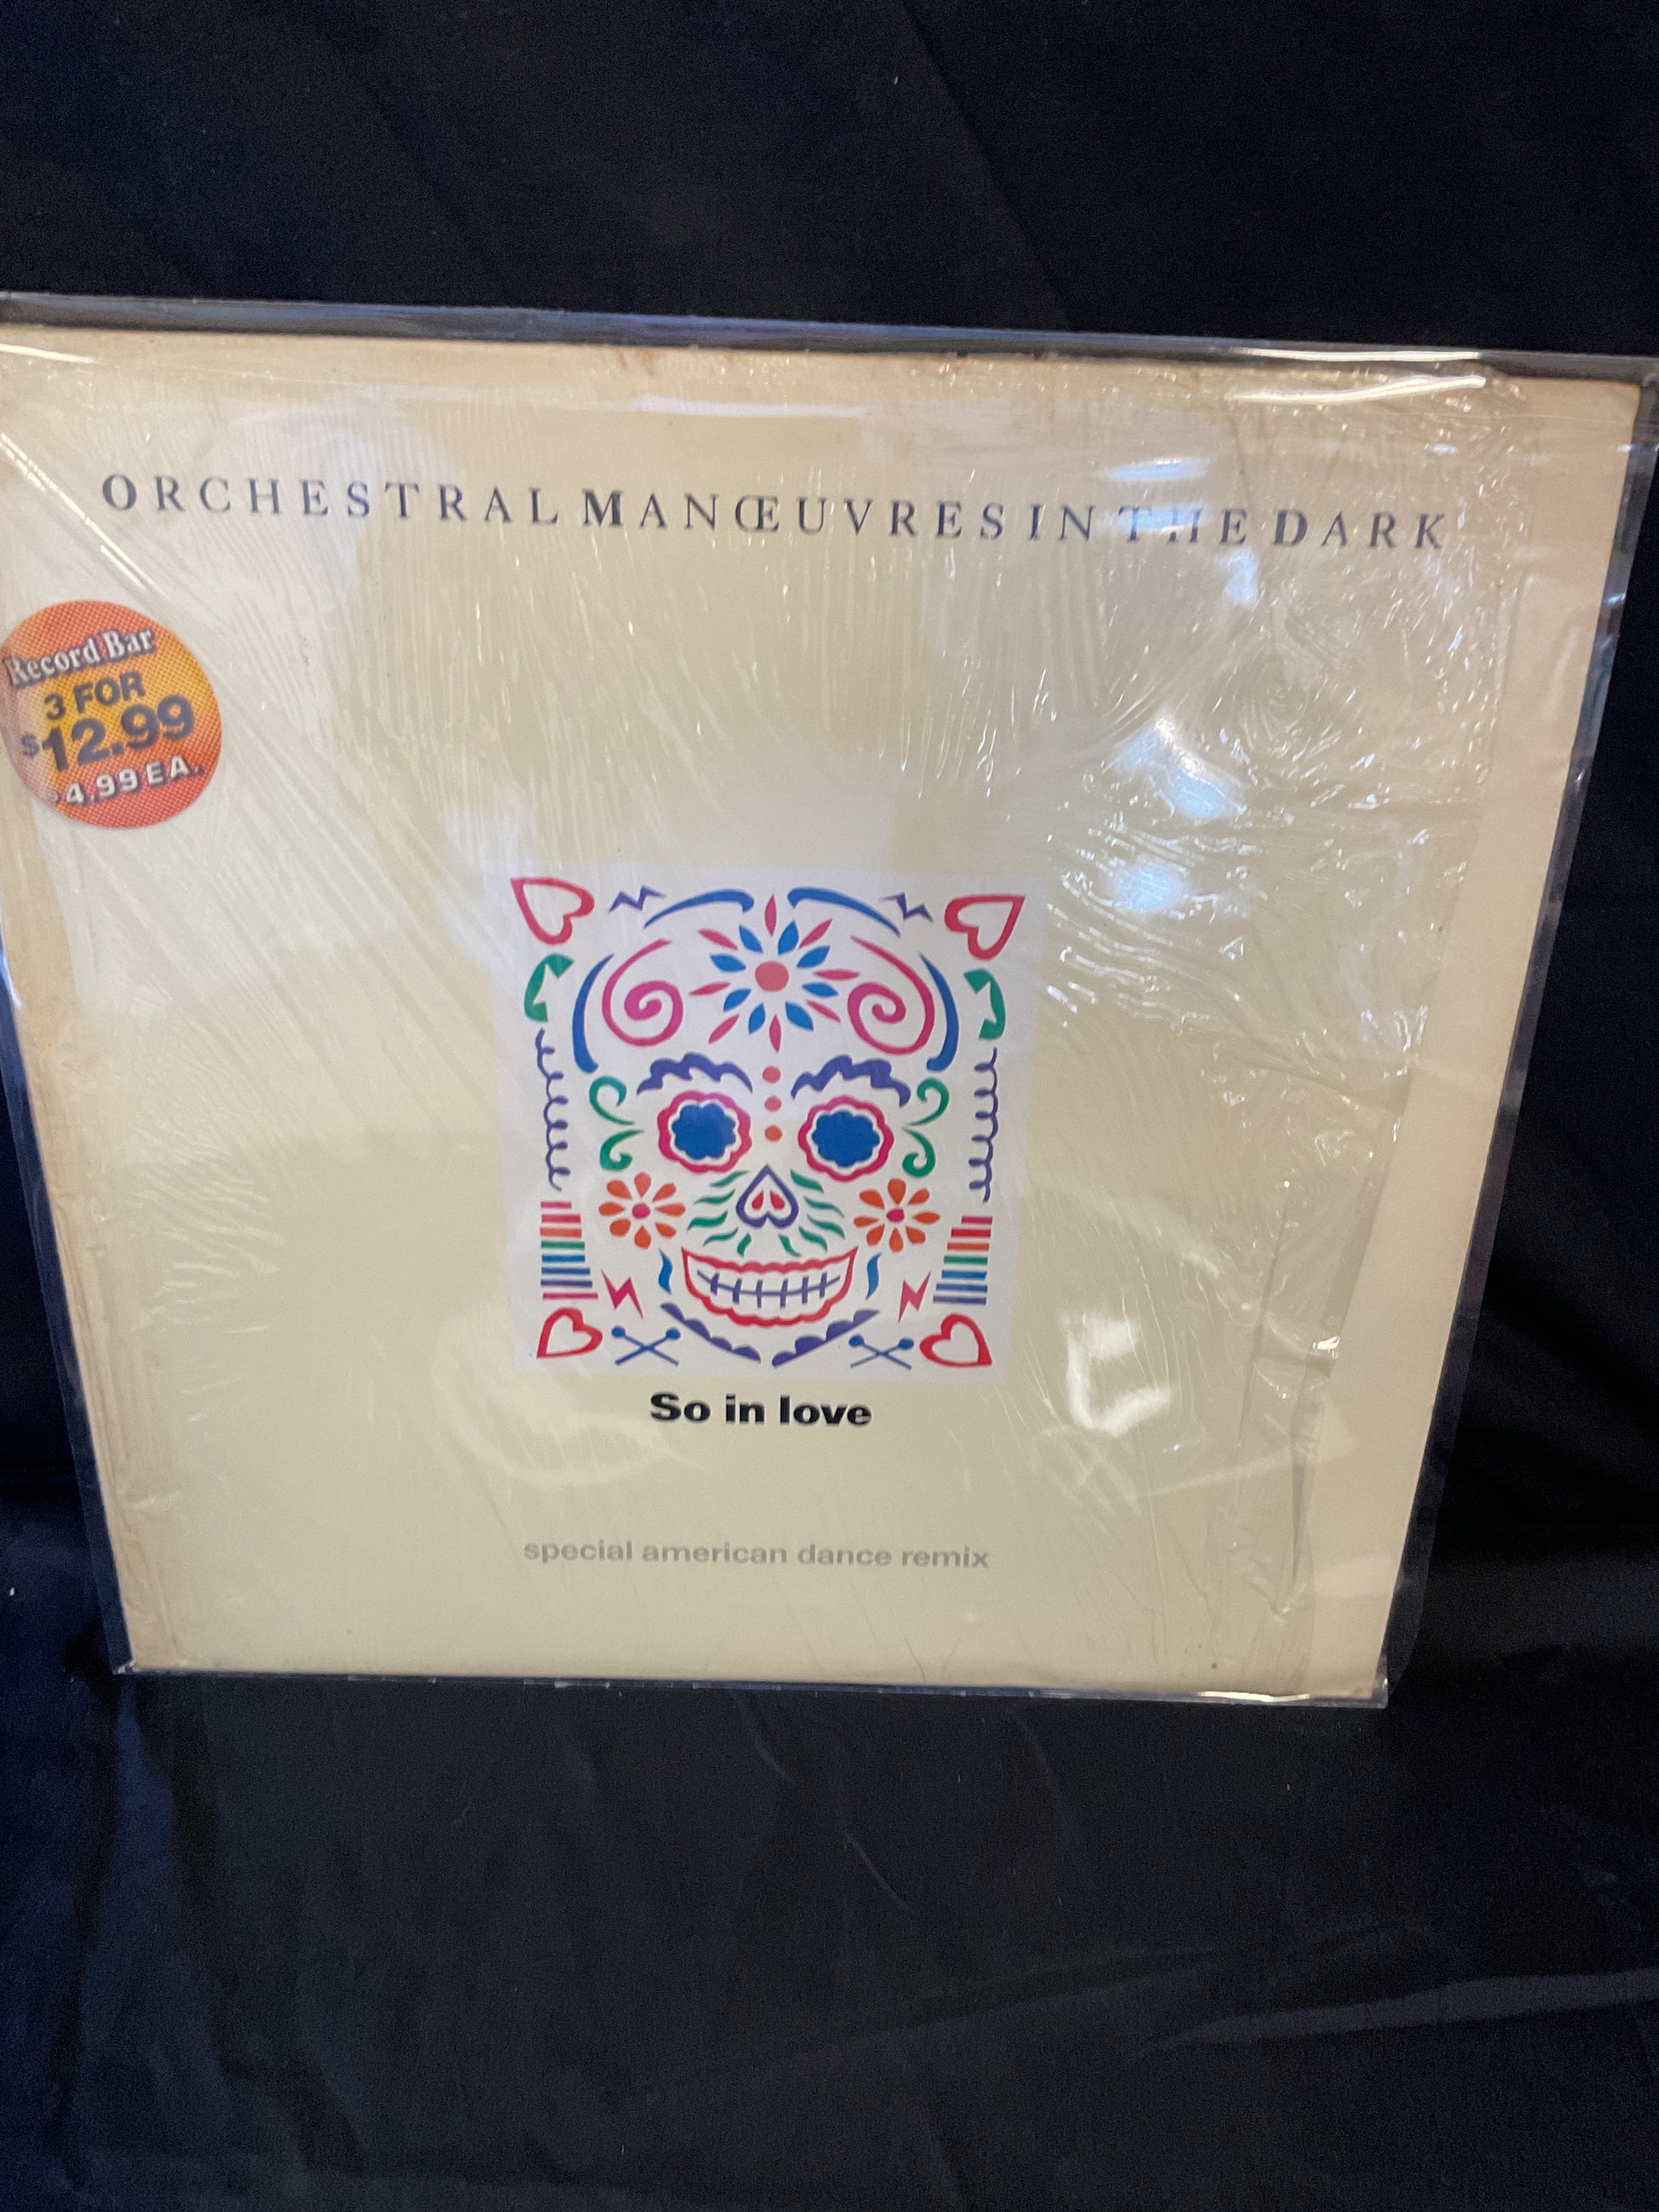 ORCHESTRAL MANŒUVRES IN THE DARK
Record Bar
3 FOR
$12.99
$4.99 EA.
So in love
special american dance remix